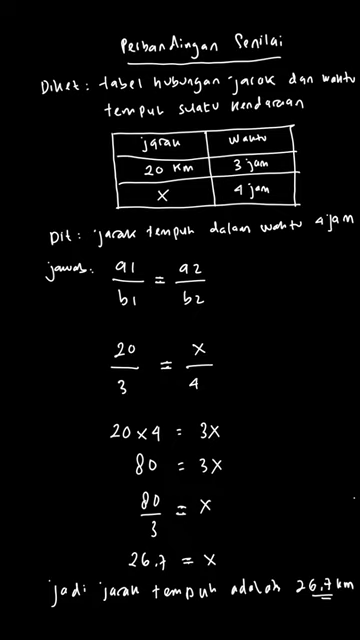 Perbandingan Senilai
Diket : tabel hubungan jarak dan waktu
tempuh suatu kendaraan
jarak waktu
20 km 3 jam
x 4 jam
Dit : jarak tempuh dalam waktu 4 jam
jawab : a1/b1 = a2/b2
20/3 = x/4
20 x 4 = 3x
80 = 3x
80/3 = x
26,7 = x
jadi jarak tempuh adalah 26,7 km